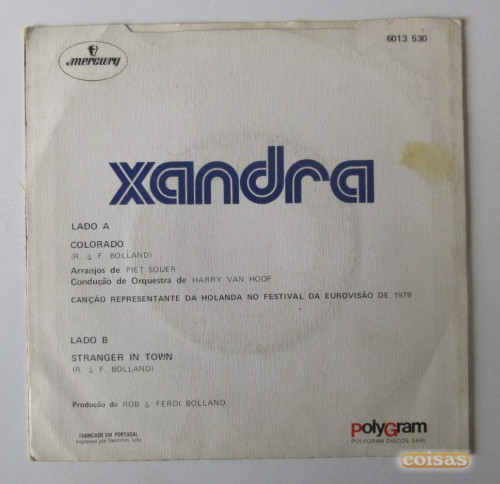 mercury
6013 530
xandra
LADO A
COLORADO
(R. & F. BOLLAND)
Arranjos de PIET SOUER
Condução de Orquestra de HARRY VAN HOOF
CANÇÃO REPRESENTANTE DA HOLANDA NO FESTIVAL DA EUROVISÃO DE 1979
LADO B
STRANGER IN TOWN
(R. & F. BOLLAND)
Produção de ROB & FERDI BOLLAND.
FABRICADO EM PORTUGAL
Impresso por
PolyGram
POLYGRAM DISCOS SARL
coisas